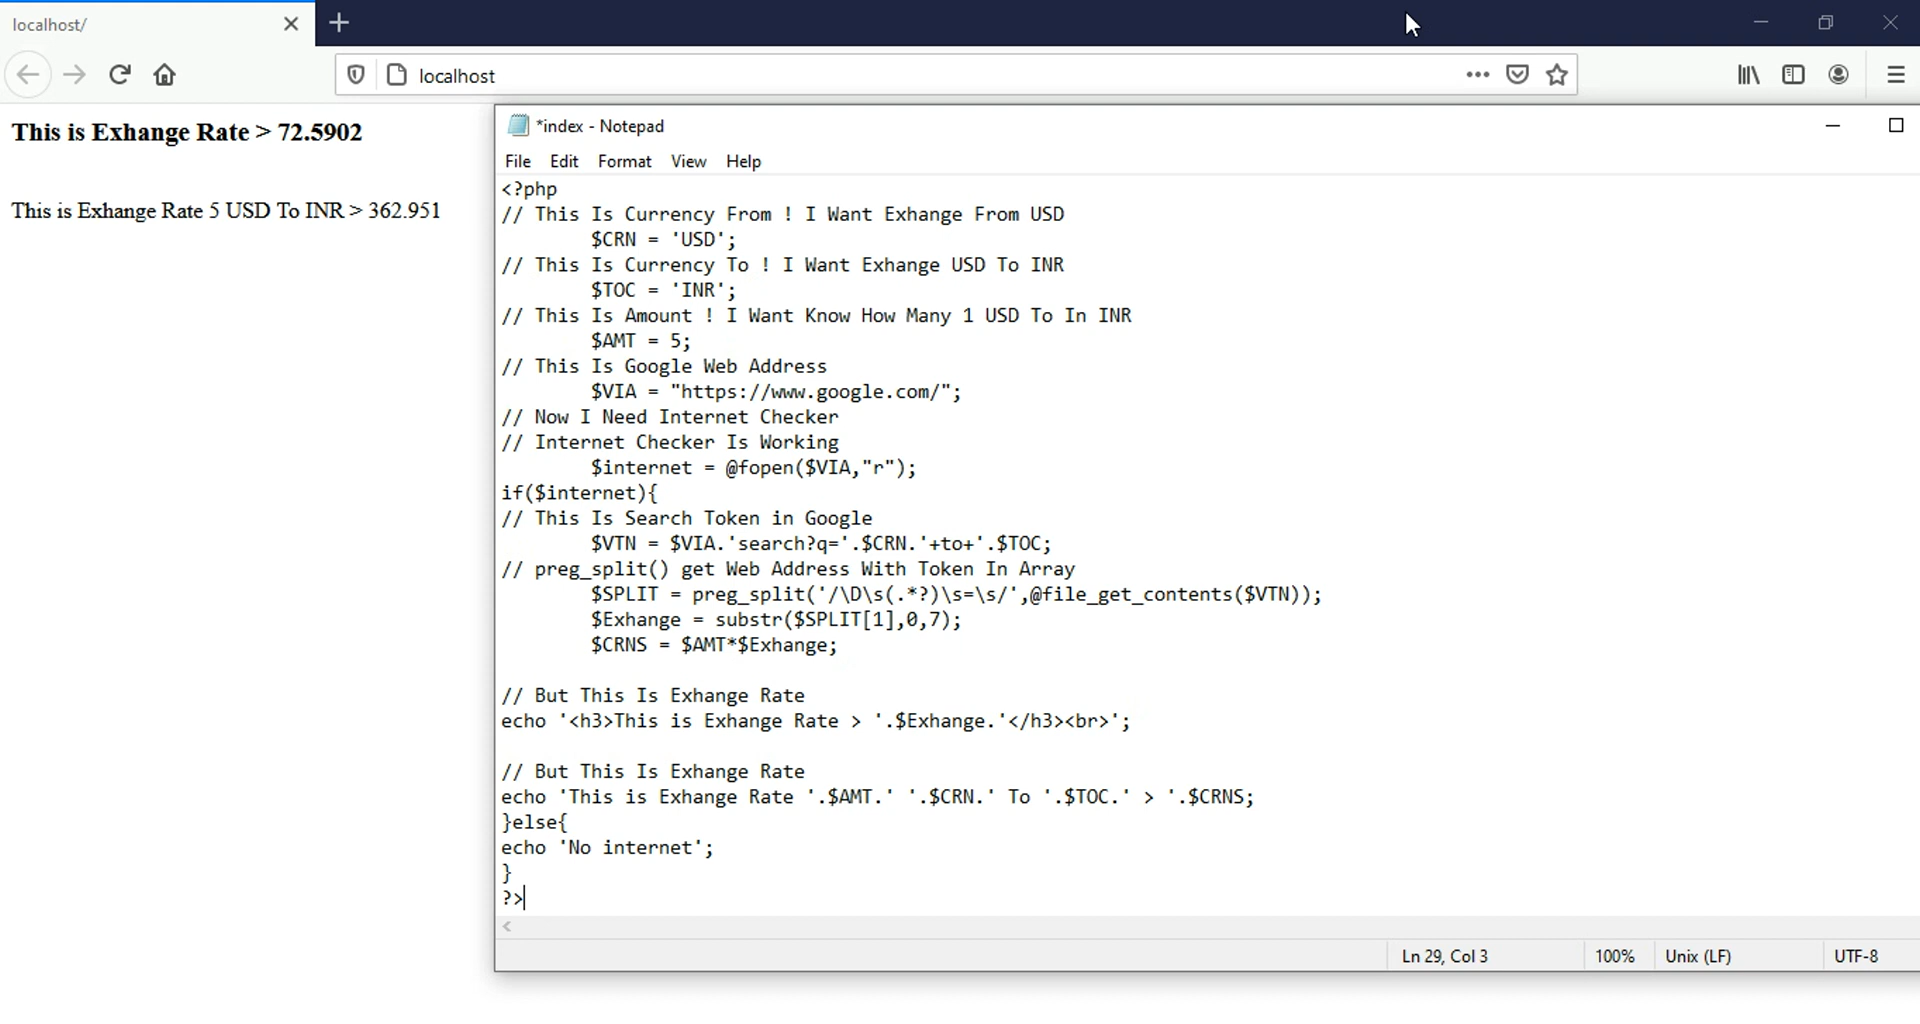 localhost/
localhost
This is Exhange Rate > 72.5902
This is Exhange Rate 5 USD To INR > 362.951
*index - Notepad
File Edit Format View Help
<?php
// This Is Currency From ! I Want Exhange From USD
$CRN = 'USD';
// This Is Currency To ! I Want Exhange USD To INR
$TOC = 'INR';
// This Is Amount ! I Want Know How Many 1 USD To In INR
$AMT = 5;
// This Is Google Web Address
$VIA = "https://www.google.com/";
// Now I Need Internet Checker
// Internet Checker Is Working
$internet = @fopen($VIA,"r");
if($internet){
// This Is Search Token in Google
$VTN = $VIA.'search?q='.$CRN.'+to+'.$TOC;
// preg_split() get Web Address With Token In Array
$SPLIT = preg_split('/\D\s(.*?)\s=\s/',@file_get_contents($VTN));
$Exhange = substr($SPLIT[1],0,7);
$CRNS = $AMT*$Exhange;
// But This Is Exhange Rate
echo '<h3>This is Exhange Rate > '.$Exhange.'</h3><br>';
// But This Is Exhange Rate
echo 'This is Exhange Rate '.$AMT.' '.$CRN.' To '.$TOC.' > '.$CRNS;
}else{
echo 'No internet';
}
?>
Ln 29, Col 3 100% Unix (LF) UTF-8